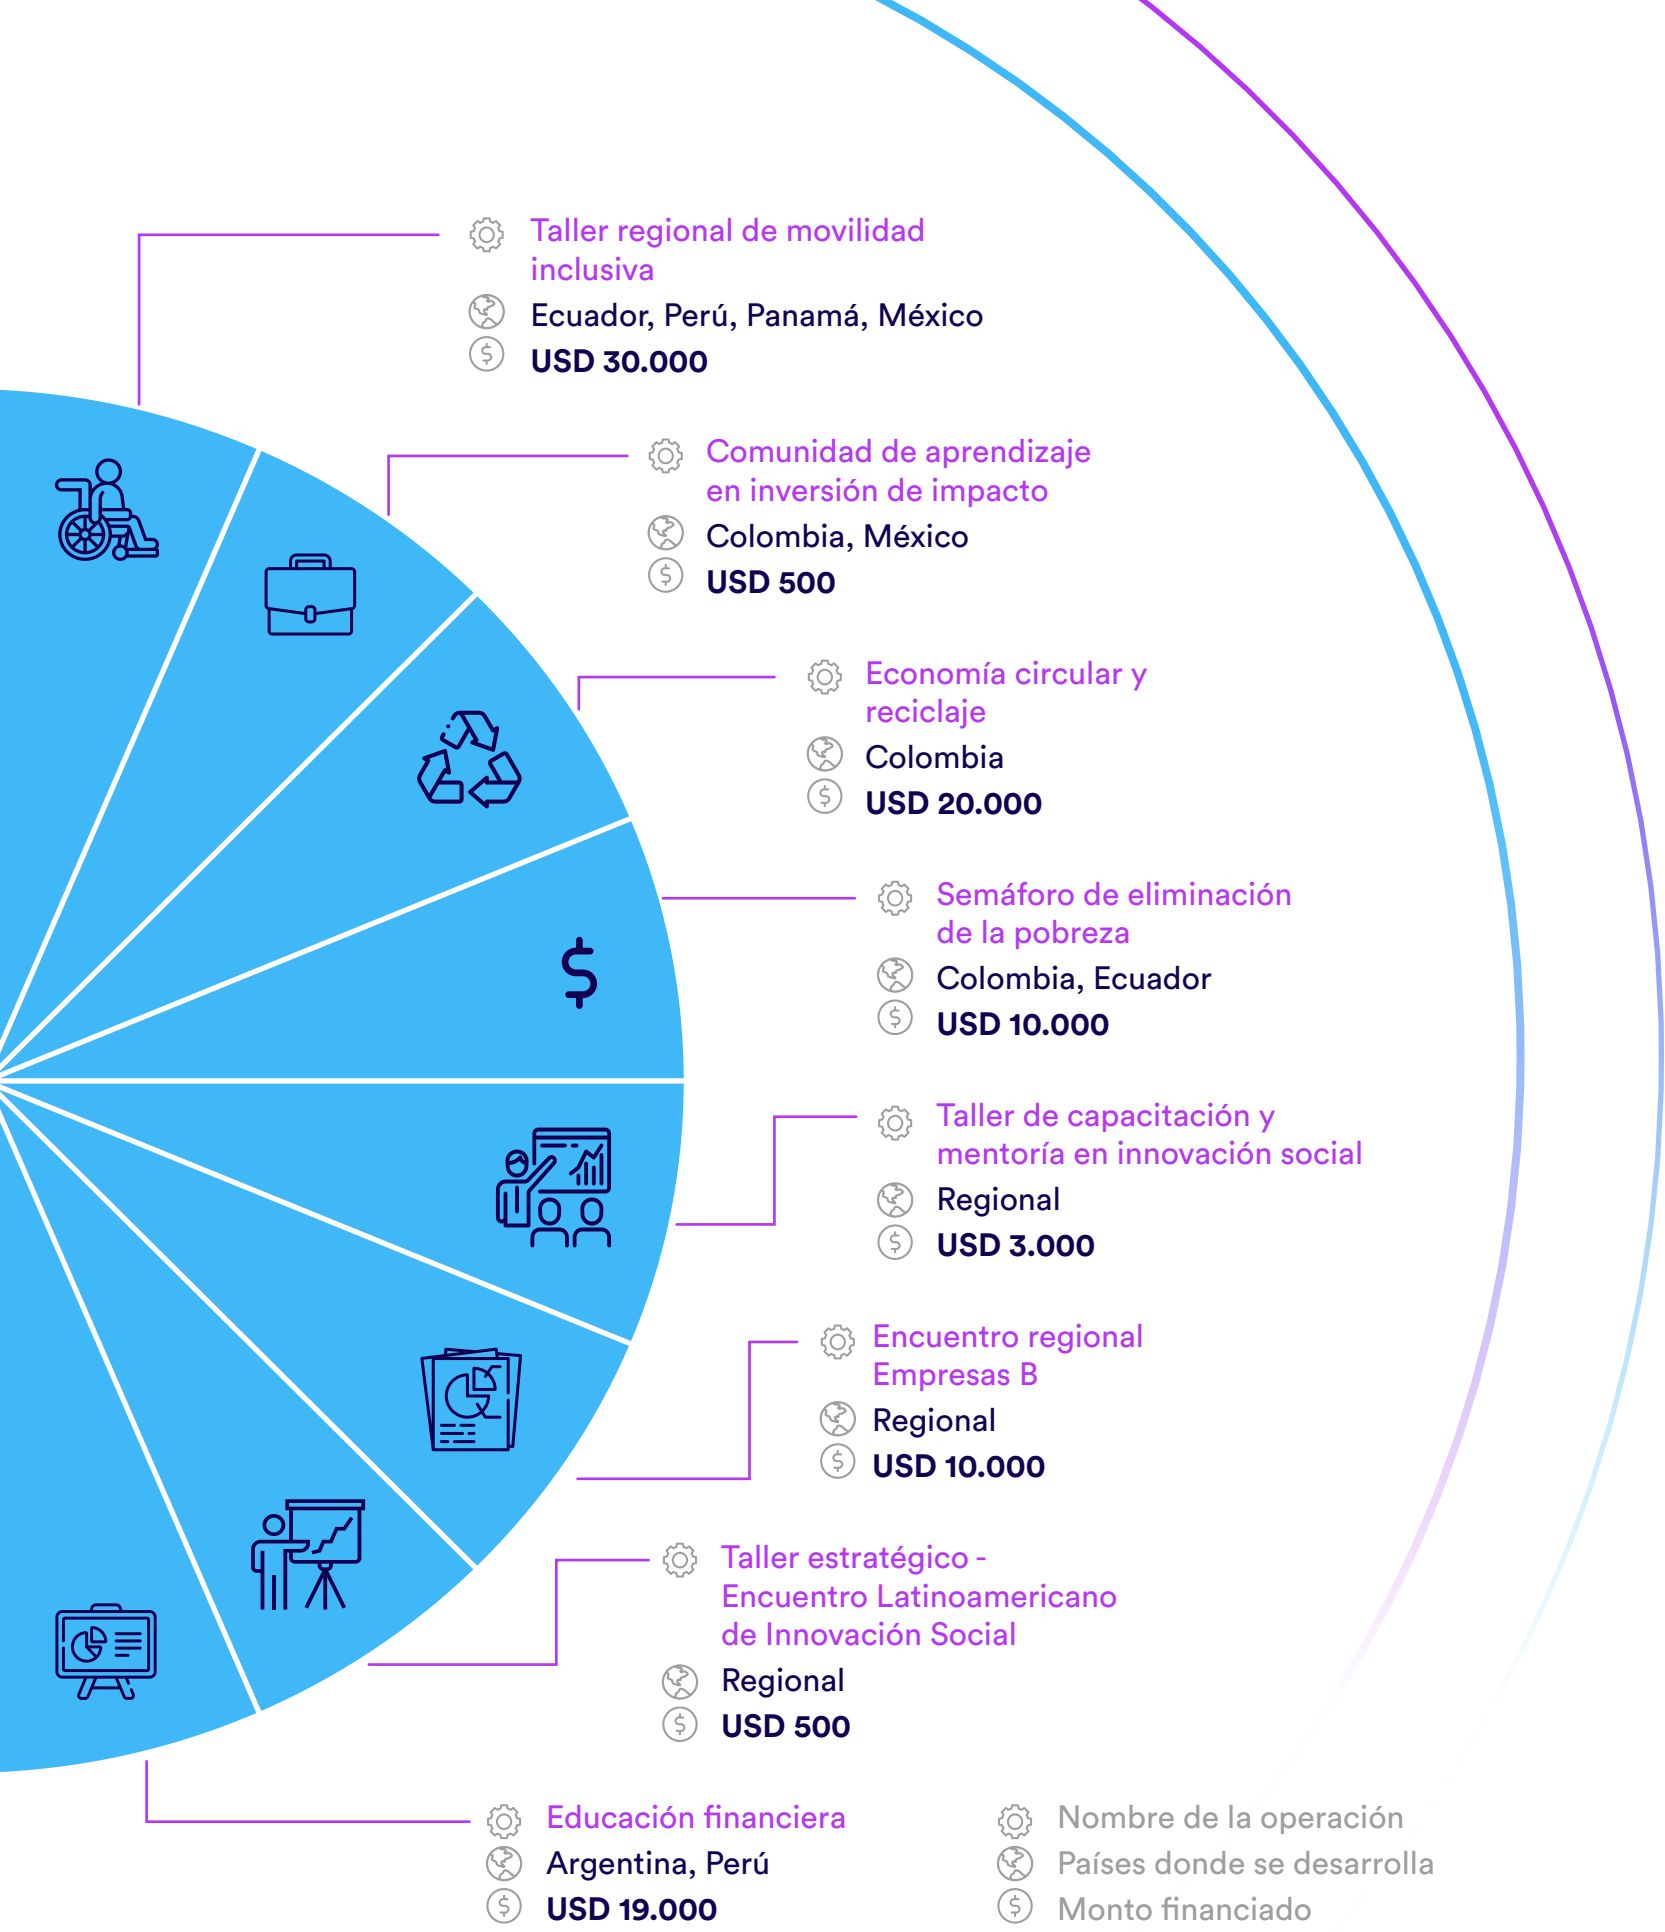 Taller regional de movilidad
inclusiva
Ecuador, Perú, Panamá, México
USD 30.000
Comunidad de aprendizaje
en inversión de impacto
Colombia, México
USD 500
Economía circular y
reciclaje
Colombia
USD 20.000
Semáforo de eliminación
de la pobreza
Colombia, Ecuador
USD 10.000
Taller de capacitación y
mentoría en innovación social
Regional
USD 3.000
Encuentro regional
Empresas B
Regional
USD 10.000
Taller estratégico -
Encuentro Latinoamericano
de Innovación Social
Regional
USD 500
Educación financiera
Argentina, Perú
USD 19.000
Nombre de la operación
Países donde se desarrolla
Monto financiado